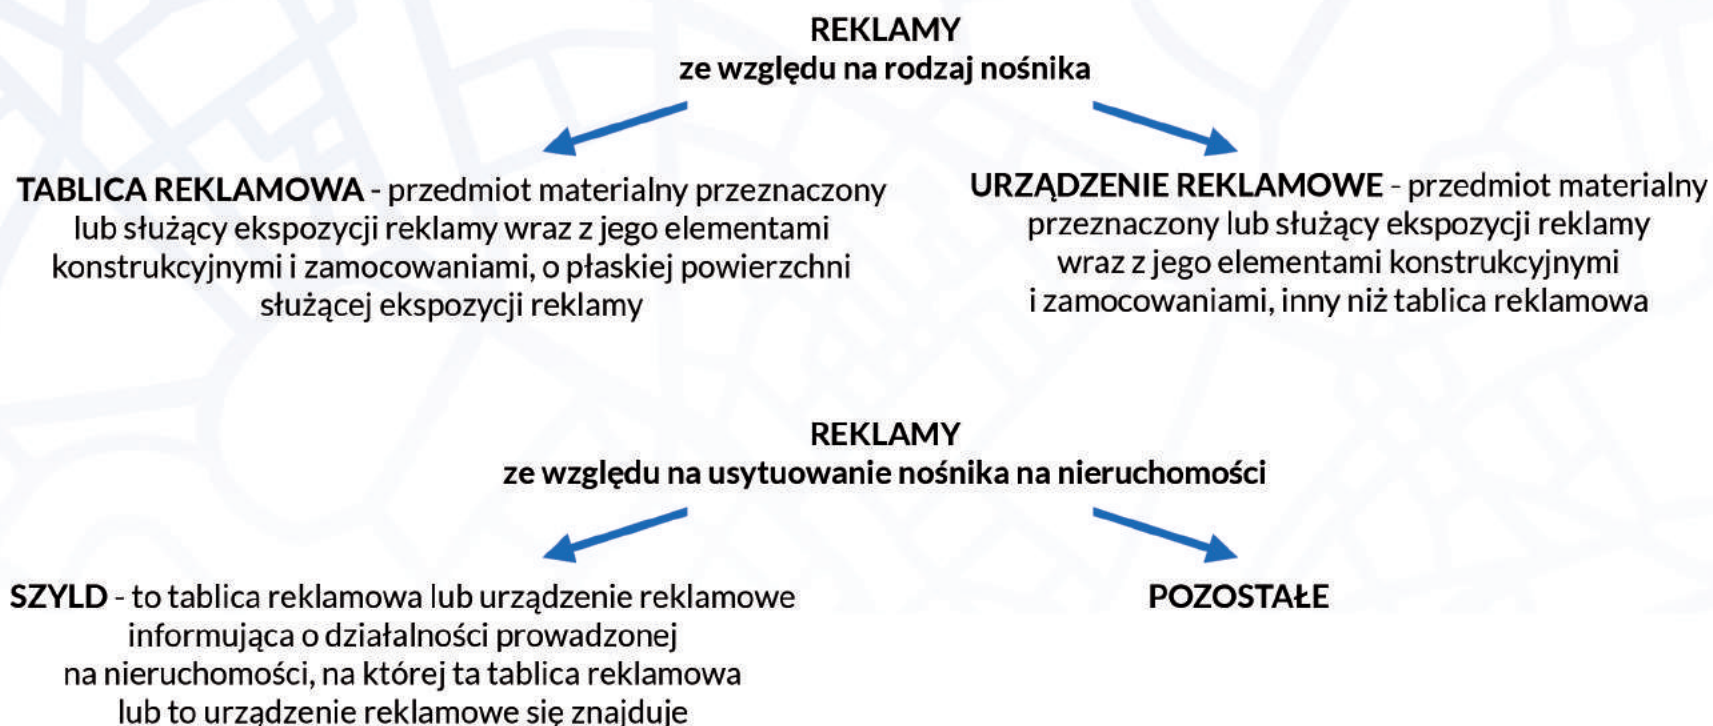 REKLAMY
ze względu na rodzaj nośnika
TABLICA REKLAMOWA - przedmiot materialny przeznaczony
lub służący ekspozycji reklamy wraz z jego elementami
konstrukcyjnymi i zamocowaniami, o płaskiej powierzchni
służącej ekspozycji reklamy
URZĄDZENIE REKLAMOWE - przedmiot materialny
przeznaczony lub służący ekspozycji reklamy
wraz z jego elementami konstrukcyjnymi
i zamocowaniami, inny niż tablica reklamowa
REKLAMY
ze względu na usytuowanie nośnika na nieruchomości
SZYLD - to tablica reklamowa lub urządzenie reklamowe
informująca o działalności prowadzonej
na nieruchomości, na której ta tablica reklamowa
lub to urządzenie reklamowe się znajduje
POZOSTAŁE